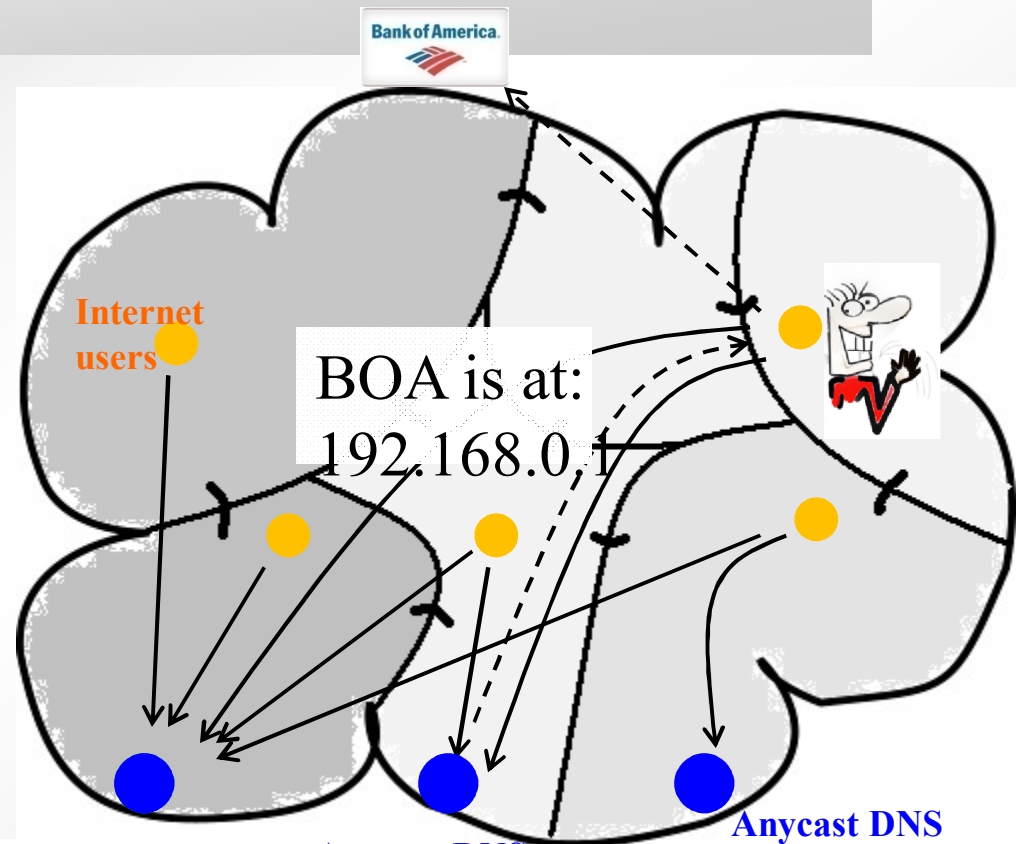 Bank of America
Internet
users
BOA is at:
192.168.0.1
Anycast DNS